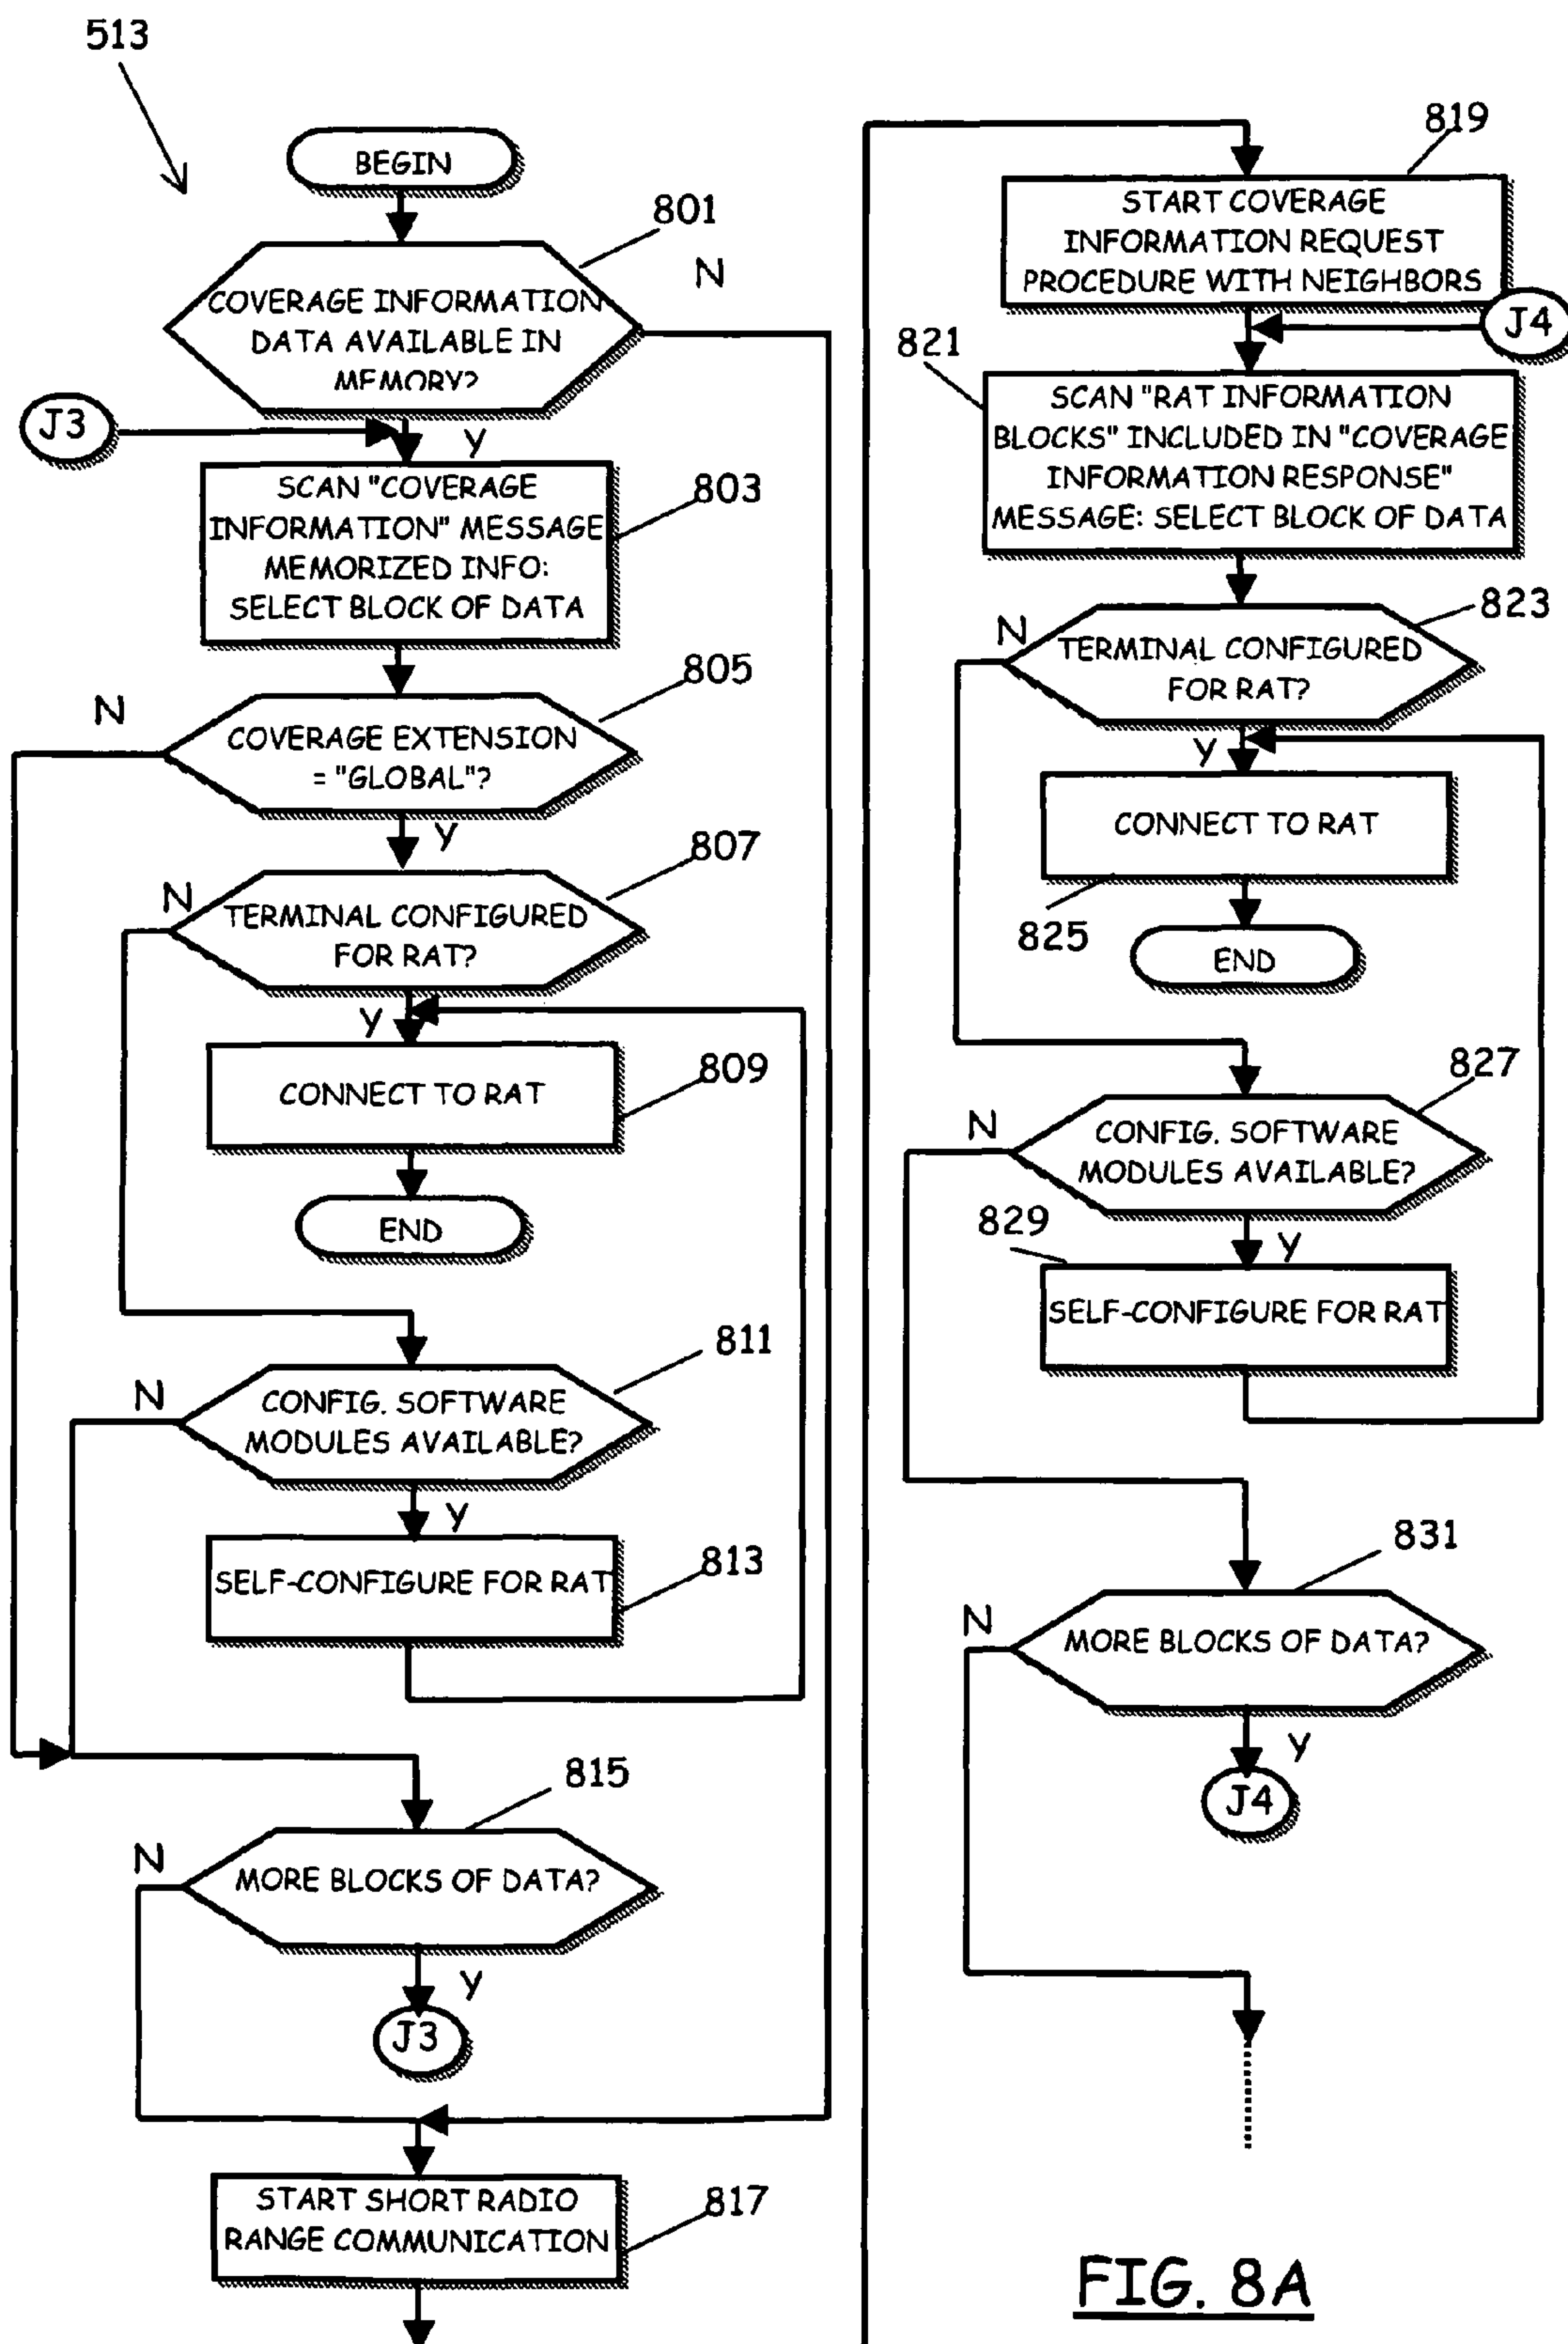 513
BEGIN
801
N
COVERAGE INFORMATION
DATA AVAILABLE IN
MEMORY?
J3
Y
SCAN "COVERAGE
INFORMATION" MESSAGE
MEMORIZED INFO:
SELECT BLOCK OF DATA
803
805
N
COVERAGE EXTENSION
= "GLOBAL"?
Y
807
N
TERMINAL CONFIGURED
FOR RAT?
Y
CONNECT TO RAT
809
END
811
N
CONFIG. SOFTWARE
MODULES AVAILABLE?
Y
SELF-CONFIGURE FOR RAT
813
815
N
MORE BLOCKS OF DATA?
Y
J3
START SHORT RADIO
RANGE COMMUNICATION
817
819
START COVERAGE
INFORMATION REQUEST
PROCEDURE WITH NEIGHBORS
J4
821
SCAN "RAT INFORMATION
BLOCKS" INCLUDED IN "COVERAGE
INFORMATION RESPONSE"
MESSAGE: SELECT BLOCK OF DATA
823
N
TERMINAL CONFIGURED
FOR RAT?
Y
CONNECT TO RAT
825
END
827
N
CONFIG. SOFTWARE
MODULES AVAILABLE?
829
Y
SELF-CONFIGURE FOR RAT
831
N
MORE BLOCKS OF DATA?
Y
J4
FIG. 8A